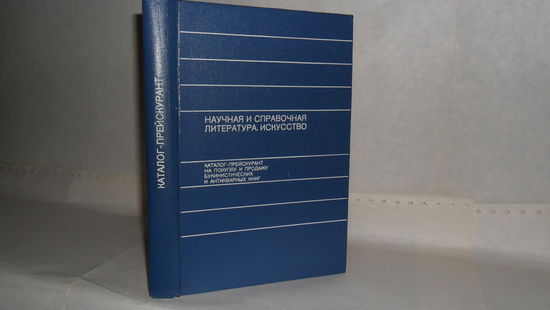 КАТАЛОГ-ПРЕЙСКУРАНТ
НАУЧНАЯ И СПРАВОЧНАЯ
ЛИТЕРАТУРА. ИСКУССТВО
КАТАЛОГ-ПРЕЙСКУРАНТ
НА ПОКУПКУ И ПРОДАЖУ
БУКИНИСТИЧЕСКИХ
И АНТИКВАРНЫХ КНИГ